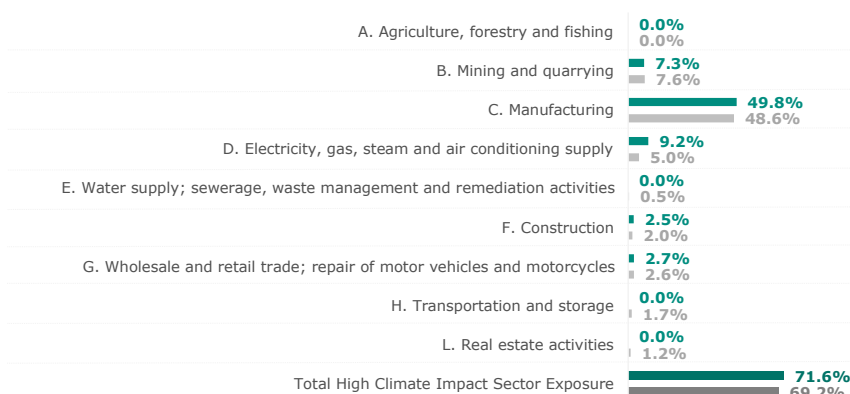 A. Agriculture, forestry and fishing 0.0%
0.0%
B. Mining and quarrying 7.3%
7.6%
C. Manufacturing 49.8%
48.6%
D. Electricity, gas, steam and air conditioning supply 9.2%
5.0%
E. Water supply; sewerage, waste management and remediation activities 0.0%
0.5%
F. Construction 2.5%
2.0%
G. Wholesale and retail trade; repair of motor vehicles and motorcycles 2.7%
2.6%
H. Transportation and storage 0.0%
1.7%
L. Real estate activities 0.0%
1.2%
Total High Climate Impact Sector Exposure 71.6%
69.2%